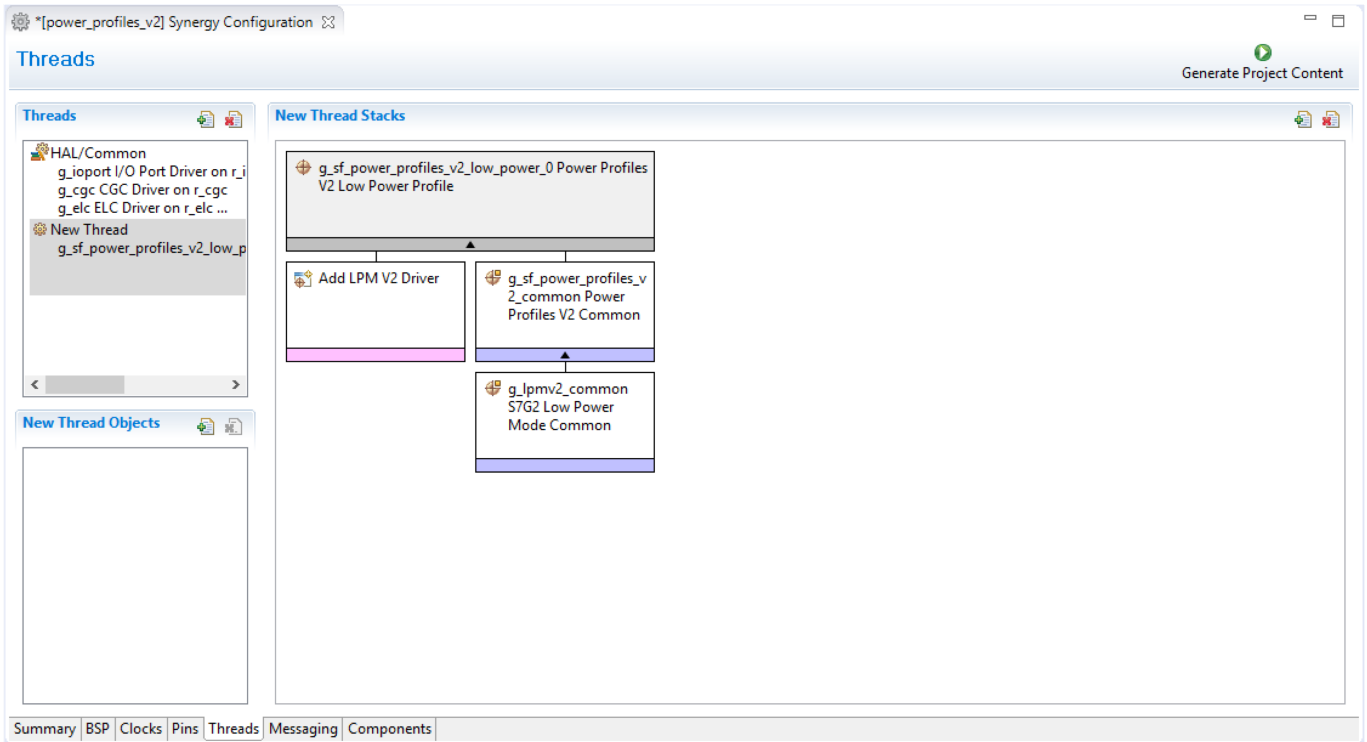 *[power_profiles_v2] Synergy Configuration
Threads
Generate Project Content
Threads
HAL/Common
g_ioport I/O Port Driver on r_i
g_cgc CGC Driver on r_cgc
g_elc ELC Driver on r_elc ...
New Thread
g_sf_power_profiles_v2_low_p
New Thread Objects
New Thread Stacks
g_sf_power_profiles_v2_low_power_0 Power Profiles
V2 Low Power Profile
Add LPM V2 Driver
g_sf_power_profiles_v
2_common Power
Profiles V2 Common
g_lpmv2_common
S7G2 Low Power
Mode Common
Summary BSP Clocks Pins Threads Messaging Components